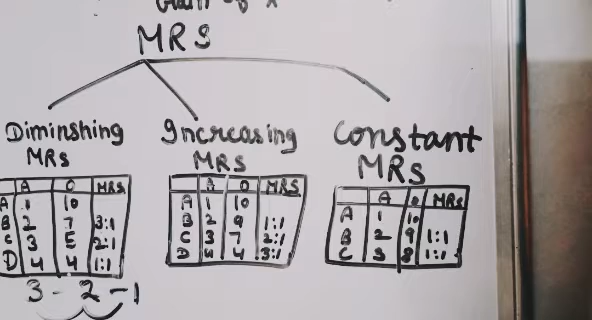 MRS
Diminshing
MRS
A O MRS
A 1 10
B 2 7 3:1
C 3 5 2:1
D 4 4 1:1
3 - 2 - 1
Increasing
MRS
A O MRS
A 1 10
B 2 9 1:1
C 3 7 2:1
D 4 4 3:1
Constant
MRS
A O MRS
A 1 10
B 2 9 1:1
C 3 8 1:1